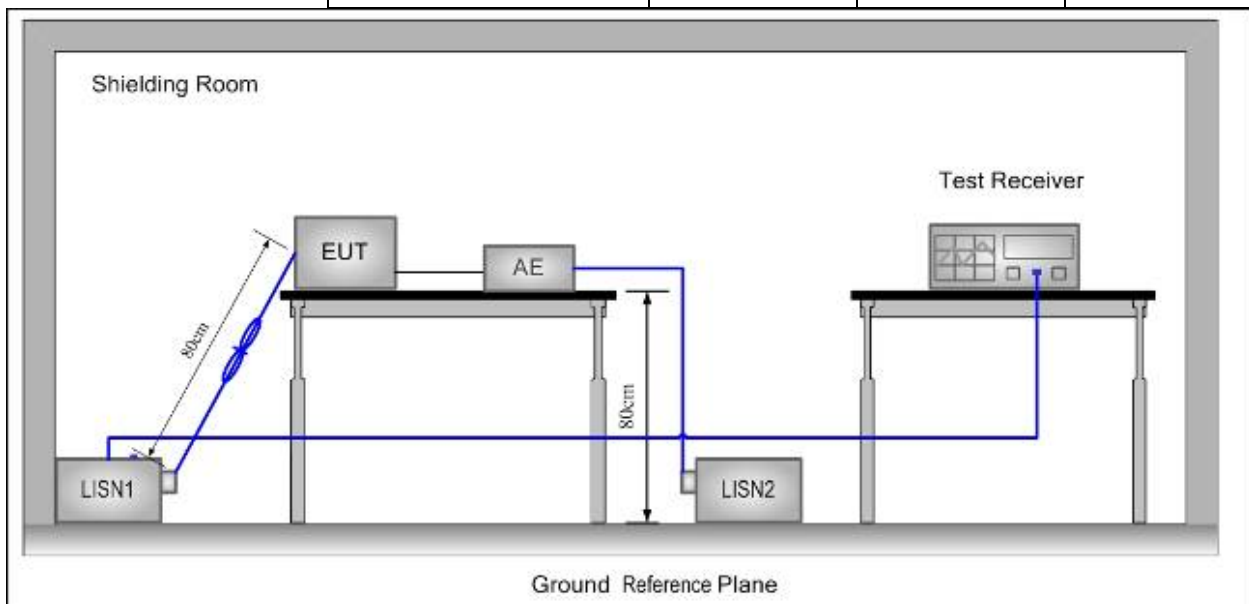 Shielding Room
Test Receiver
EUT
AE
80cm
80cm
LISN1
LISN2
Ground Reference Plane